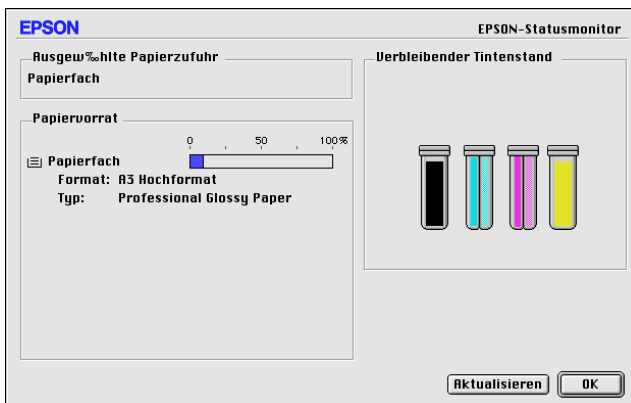 EPSON
EPSON-Statusmonitor
Ausgew‰hlte Papierzufuhr
Papierfach
Verbleibender Tintenstand
Papiervorrat
0 50 100%
Papierfach
Format: A3 Hochformat
Typ: Professional Glossy Paper
Aktualisieren
OK